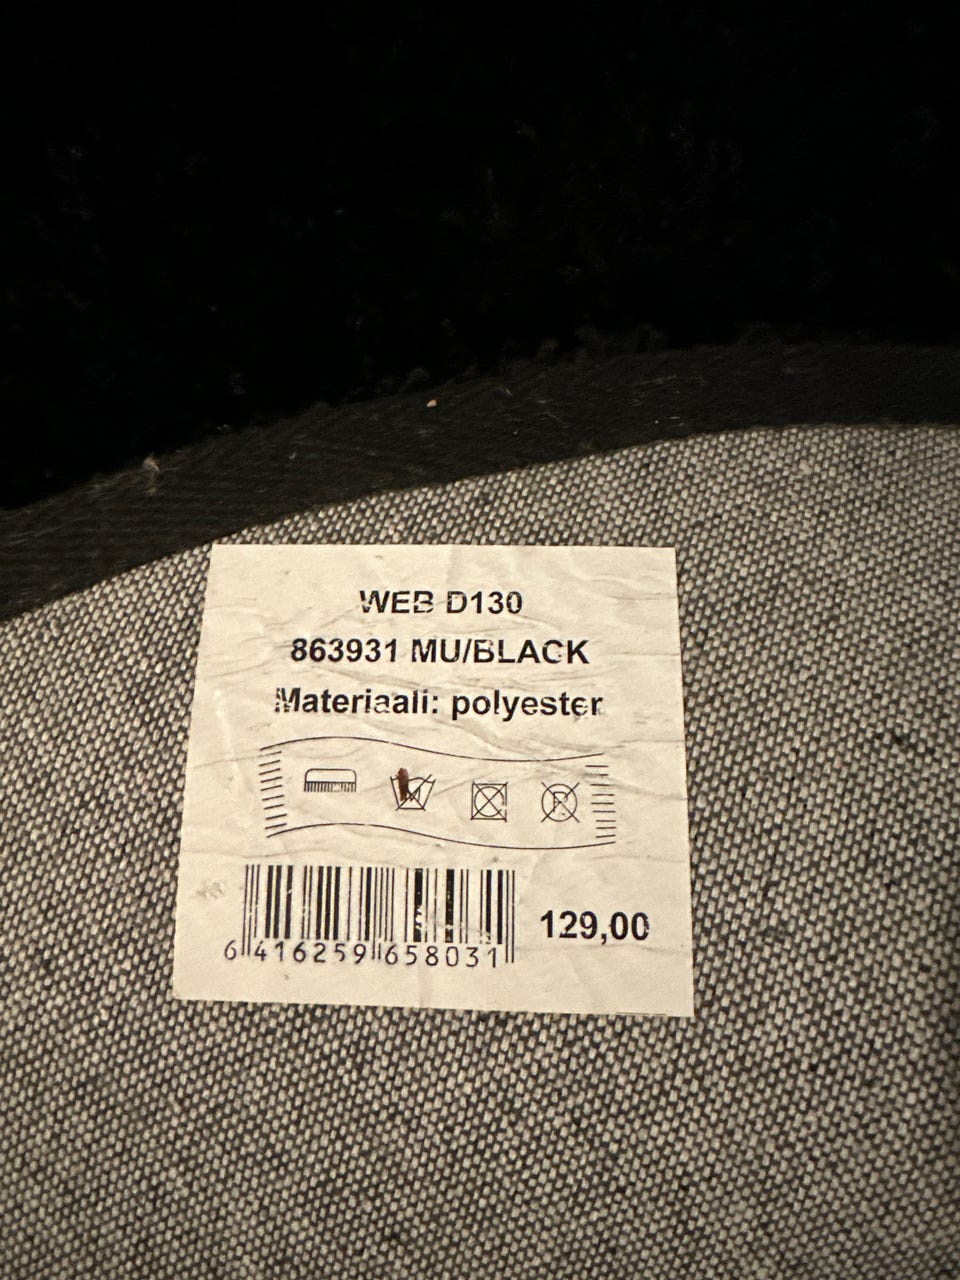 WEB D130
863931 MU/BLACK
Materiaali: polyester
P
6 416259 658031
129,00